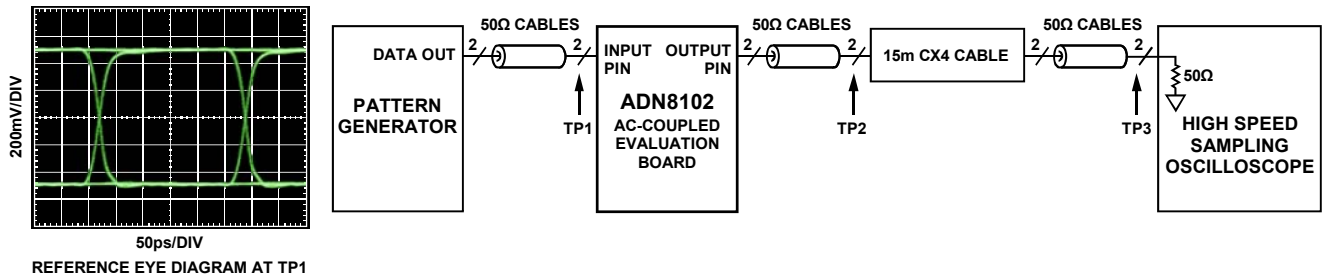 200mV/DIV
50ps/DIV
REFERENCE EYE DIAGRAM AT TP1
DATA OUT
PATTERN
GENERATOR
2
50Ω CABLES
2
TP1
INPUT
PIN
OUTPUT
PIN
ADN8102
AC-COUPLED
EVALUATION
BOARD
2
50Ω CABLES
2
TP2
15m CX4 CABLE
2
50Ω CABLES
2
TP3
50Ω
HIGH SPEED
SAMPLING
OSCILLOSCOPE